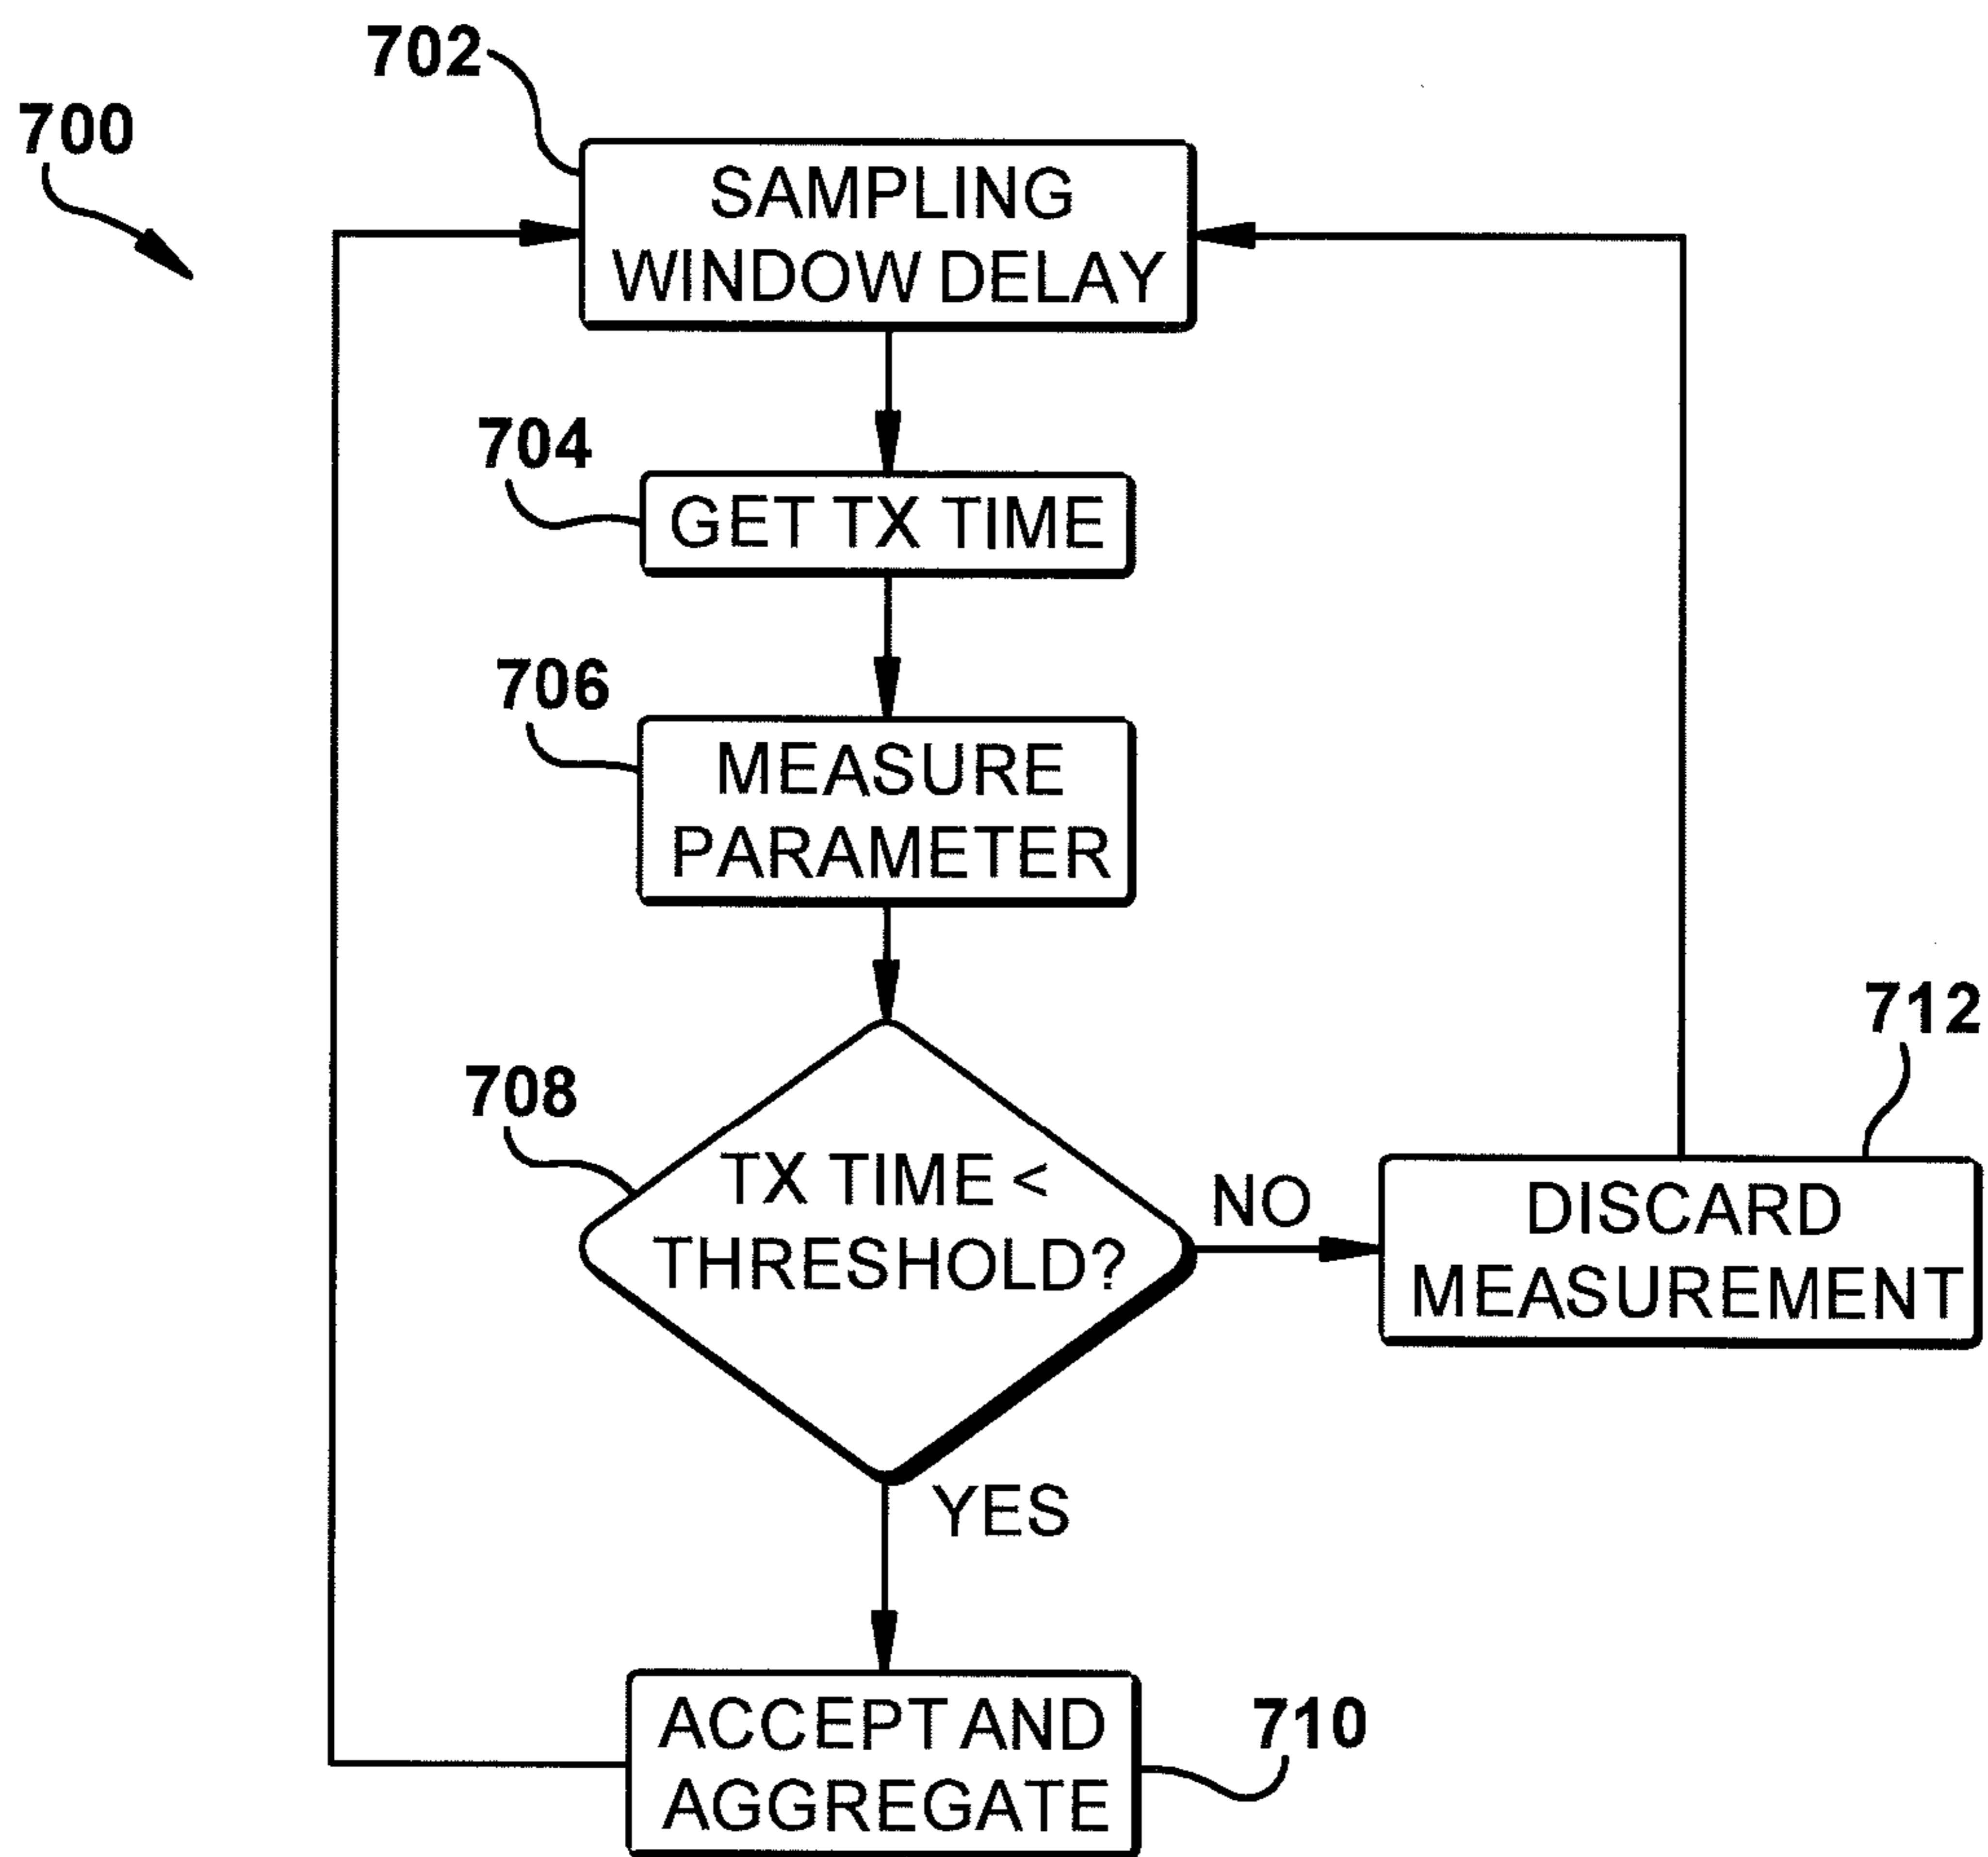 702
700
SAMPLING
WINDOW DELAY
704
GET TX TIME
706
MEASURE
PARAMETER
708
TX TIME <
THRESHOLD?
NO
712
DISCARD
MEASUREMENT
YES
ACCEPT AND
AGGREGATE
710